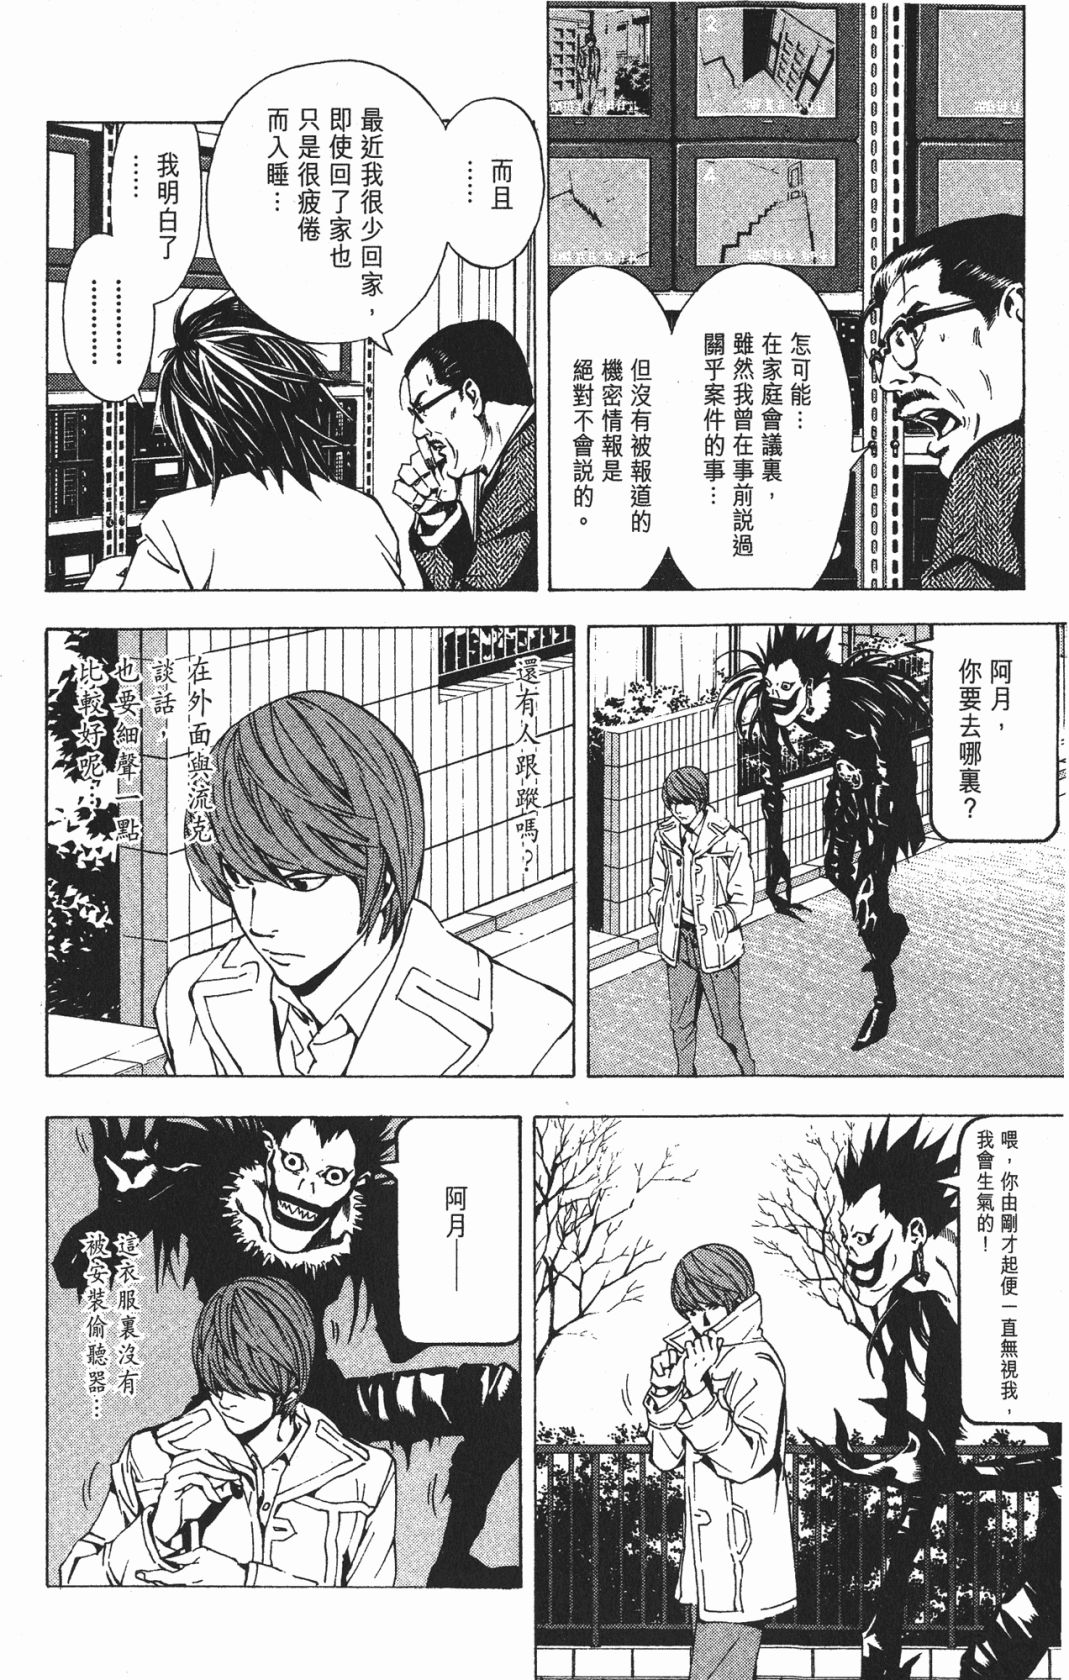 怎可能…
在家庭會議裏，
雖然我曾在事前說過
關乎案件的事…
但沒有被報道的
機密情報是
絕對不會説的。
而且
……
最近我很少回家，
即使回了家也
只是很疲倦
而入睡…
我明白了
……
…………
阿月，
你要去哪裏？
還有人跟蹤嗎？
在外面與流克
談話，
也要細聲一點
比較好呢…
喂，你由剛才起便一直無視我，
我會生氣的！
阿月——
這衣服裏沒有
被安裝偷聽器…
2
4